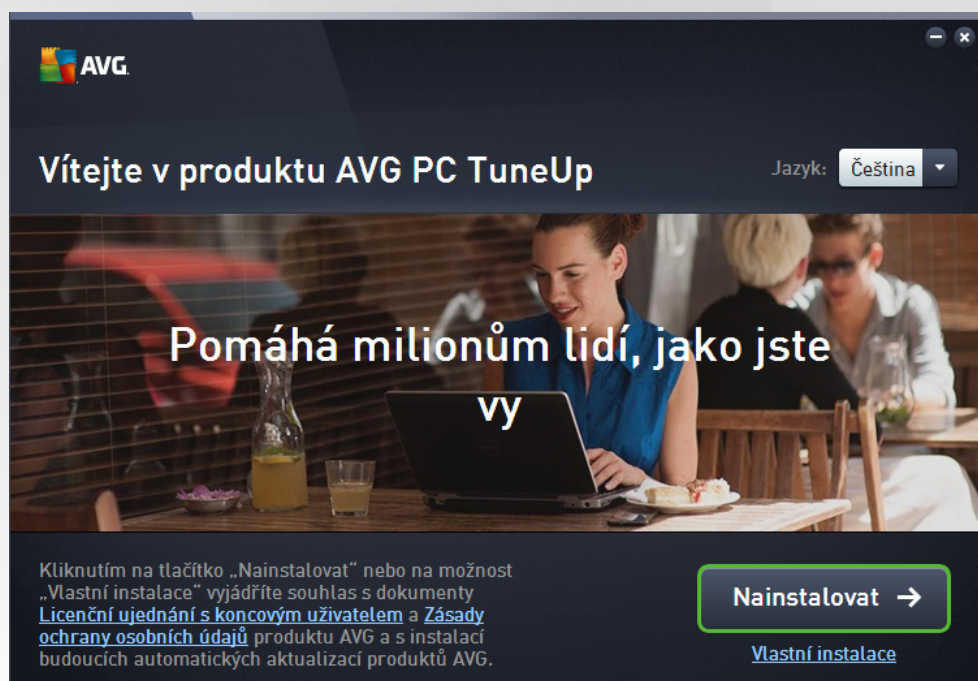 AVG
Vítejte v produktu AVG PC TuneUp
Jazyk: Čeština
Pomáhá milionům lidí, jako jste
vy
Kliknutím na tlačítko „Nainstalovat“ nebo na možnost
„Vlastní instalace“ vyjádříte souhlas s dokumenty
Licenční ujednání s koncovým uživatelem a Zásady
ochrany osobních údajů produktu AVG a s instalací
budoucích automatických aktualizací produktů AVG.
Nainstalovat →
Vlastní instalace